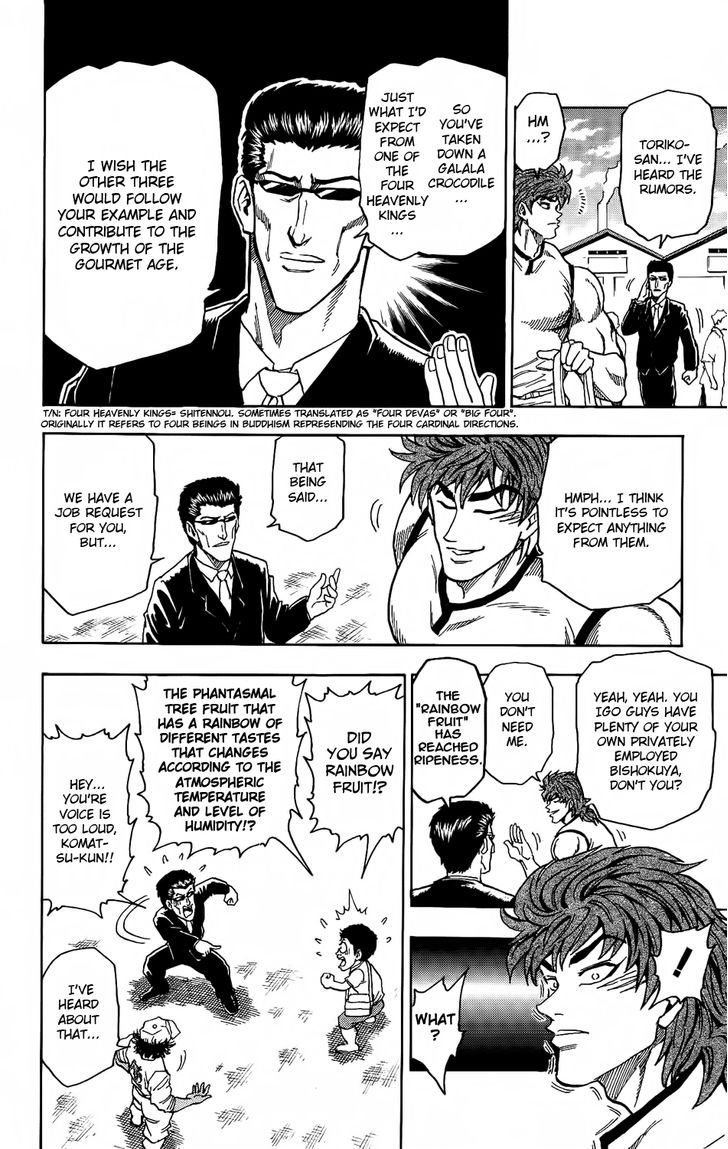 TORIKO-
SAN... I'VE
HEARD THE
RUMORS.
HM
...?
SO
YOU'VE
TAKEN
DOWN A
GALALA
CROCODILE
...
JUST
WHAT I'D
EXPECT
FROM
ONE OF
THE
FOUR
HEAVENLY
KINGS
...
I WISH THE
OTHER THREE
WOULD FOLLOW
YOUR EXAMPLE AND
CONTRIBUTE TO THE
GROWTH OF THE
GOURMET AGE.
T/N: FOUR HEAVENLY KINGS= SHITENNOU. SOMETIMES TRANSLATED AS "FOUR DEVAS" OR "BIG FOUR".
ORIGINALLY IT REFERS TO FOUR BEINGS IN BUDDHISM REPRESENDING THE FOUR CARDINAL DIRECTIONS.
HMPH... I THINK
IT'S POINTLESS TO
EXPECT ANYTHING
FROM THEM.
THAT
BEING
SAID...
WE HAVE A
JOB REQUEST
FOR YOU,
BUT...
YEAH, YEAH. YOU
IGO GUYS HAVE
PLENTY OF YOUR
OWN PRIVATELY
EMPLOYED
BISHOKUYA,
DON'T YOU?
YOU
DON'T
NEED
ME.
THE
"RAINBOW
FRUIT"
HAS
REACHED
RIPENESS.
!
WHAT
?
DID
YOU SAY
RAINBOW
FRUIT!?
THE PHANTASMAL
TREE FRUIT THAT
HAS A RAINBOW OF
DIFFERENT TASTES
THAT CHANGES
ACCORDING TO THE
ATMOSPHERIC
TEMPERATURE
AND LEVEL OF
HUMIDITY!?
HEY...
YOU'RE
VOICE IS
TOO LOUD,
KOMAT-
SU-KUN!!
I'VE
HEARD
ABOUT
THAT...